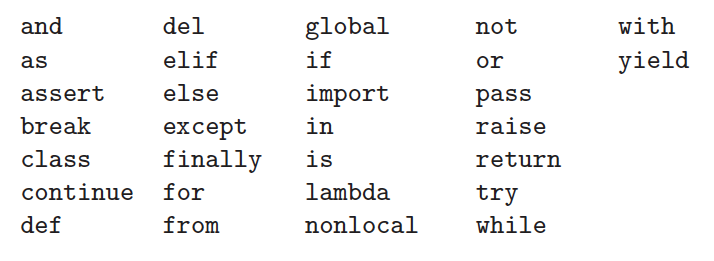 and del global not with
as elif if or yield
assert else import pass
break except in raise
class finally is return
continue for lambda try
def from nonlocal while